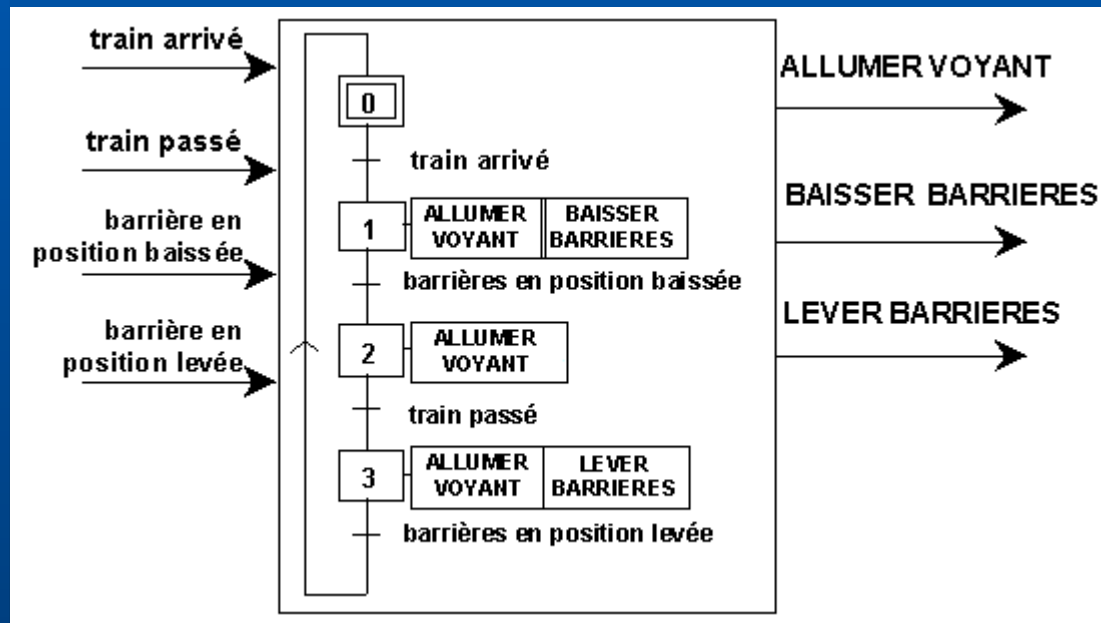 train arrivé
train passé
barrière en
position baissée
barrière en
position levée
0
train arrivé
1
ALLUMER
VOYANT
BAISSER
BARRIERES
barrières en position baissée
2
ALLUMER
VOYANT
train passé
3
ALLUMER
VOYANT
LEVER
BARRIERES
barrières en position levée
ALLUMER VOYANT
BAISSER BARRIERES
LEVER BARRIERES